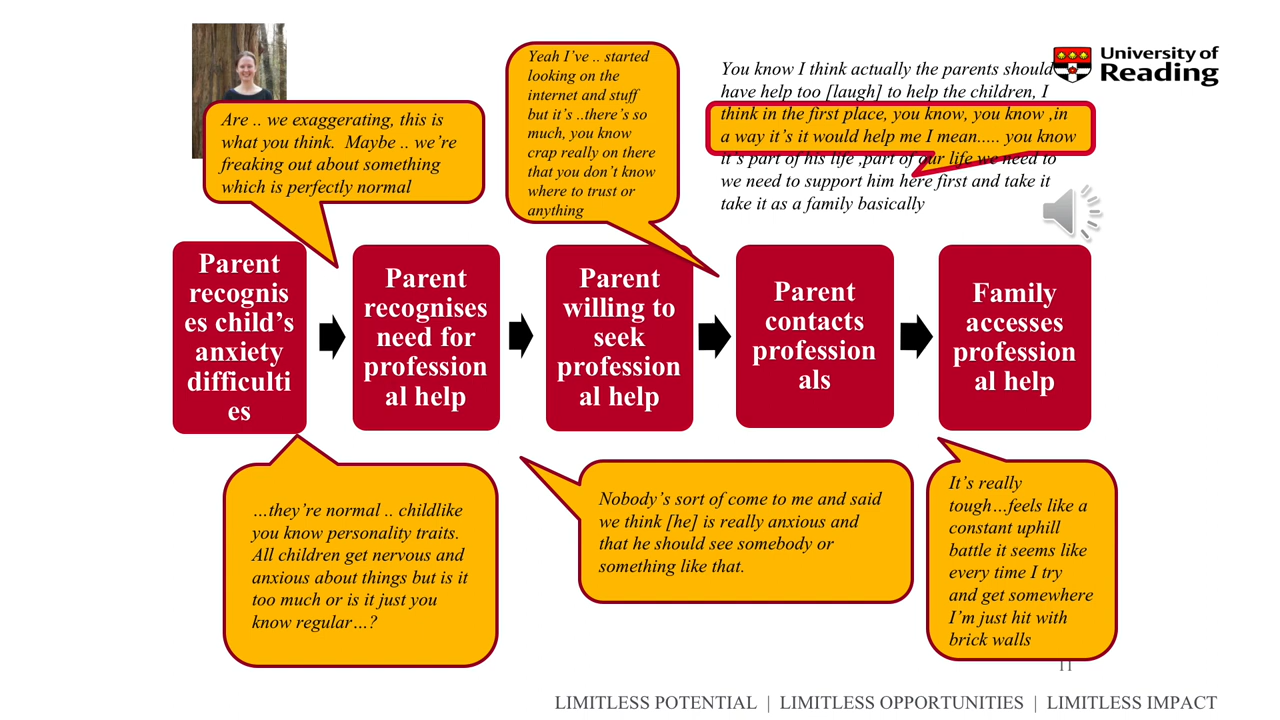 Yeah I've .. started
looking on the
internet and stuff
but it's ..there's so
much, you know
crap really on there
that you don't know
where to trust or
anything
You know I think actually the parents should
have help too [laugh] to help the children, I
think in the first place, you know, you know ,in
a way it's it would help me I mean..... you know
it's part of his life ,part of our life we need to
we need to support him here first and take it
take it as a family basically
University of
Reading
Are .. we exaggerating, this is
what you think. Maybe .. we're
freaking out about something
which is perfectly normal
Parent
recognis
es child's
anxiety
difficulti
es
Parent
recognises
need for
profession
al help
Parent
willing to
seek
profession
al help
Parent
contacts
profession
als
Family
accesses
profession
al help
…they're normal .. childlike
you know personality traits.
All children get nervous and
anxious about things but is it
too much or is it just you
know regular…?
Nobody's sort of come to me and said
we think [he] is really anxious and
that he should see somebody or
something like that.
It's really
tough…feels like a
constant uphill
battle it seems like
every time I try
and get somewhere
I'm just hit with
brick walls
11
LIMITLESS POTENTIAL | LIMITLESS OPPORTUNITIES | LIMITLESS IMPACT